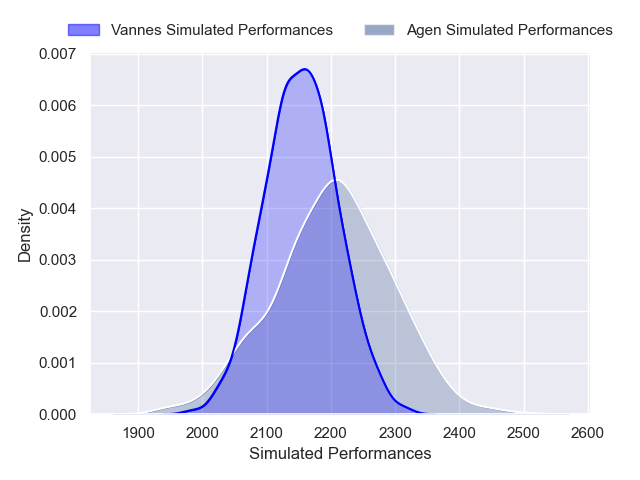 Vannes Simulated Performances Agen Simulated Performances
0.007
0.006
0.005
0.004
0.003
0.002
0.001
0.000
Density
1900 2000 2100 2200 2300 2400 2500 2600
Simulated Performances